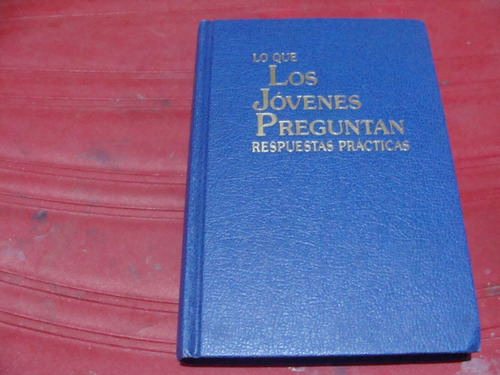 LO QUE
LOS
JÓVENES
PREGUNTAN
RESPUESTAS PRÁCTICAS